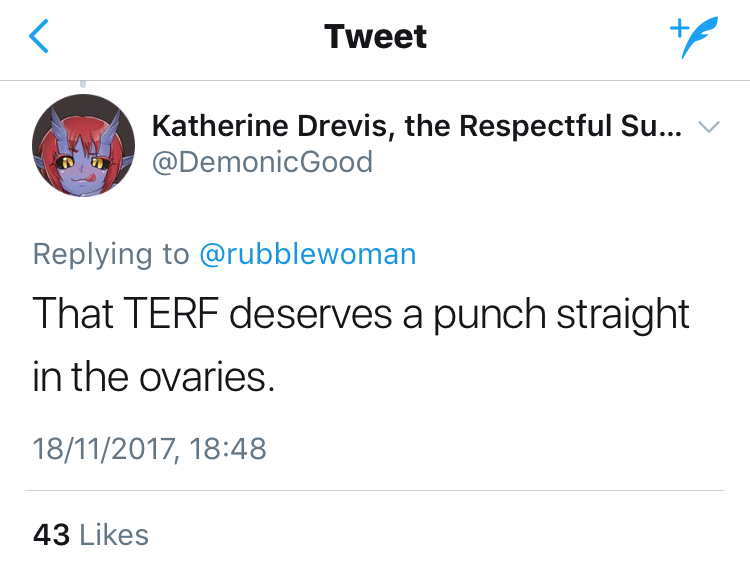 Tweet
Katherine Drevis, the Respectful Su...
@DemonicGood
Replying to @rubblewoman
That TERF deserves a punch straight
in the ovaries.
18/11/2017, 18:48
43 Likes